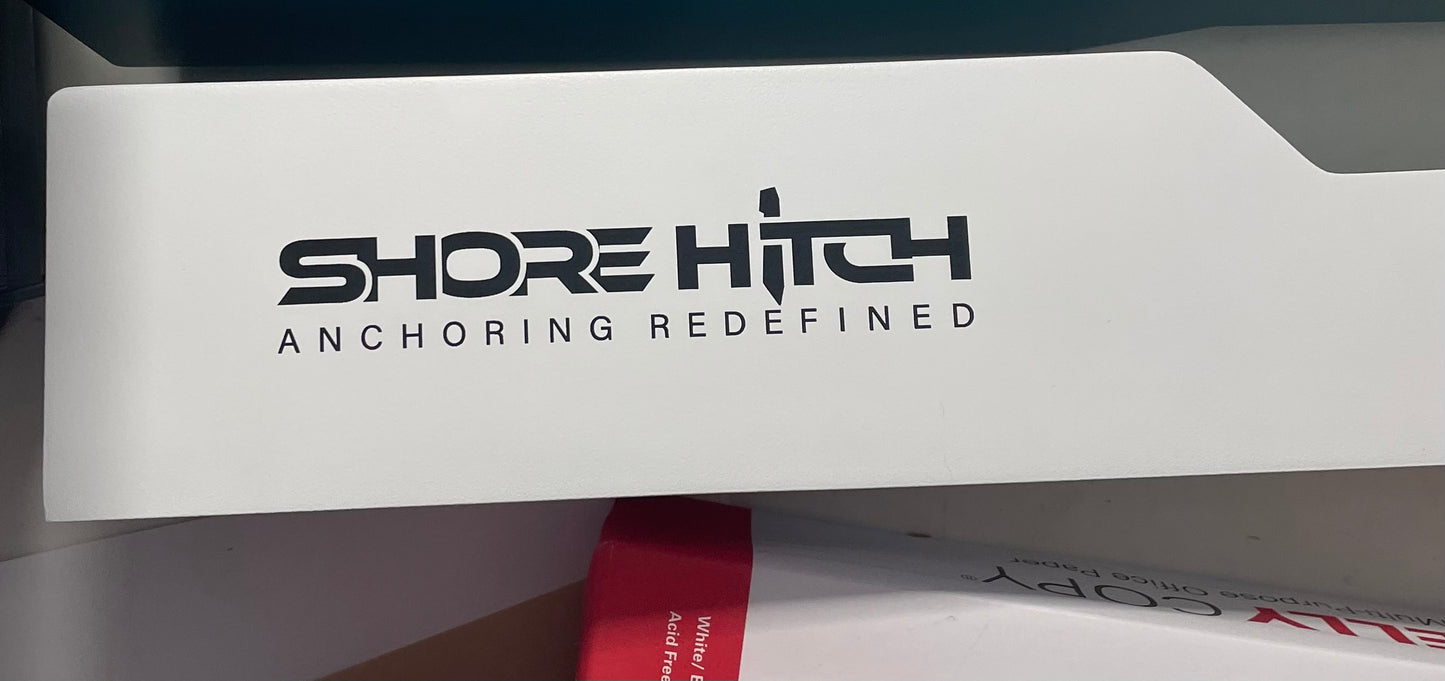 SHORE HiTCH
ANCHORING REDEFINED
COPY®
Multi-Purpose Office Paper
White/
Acid Free